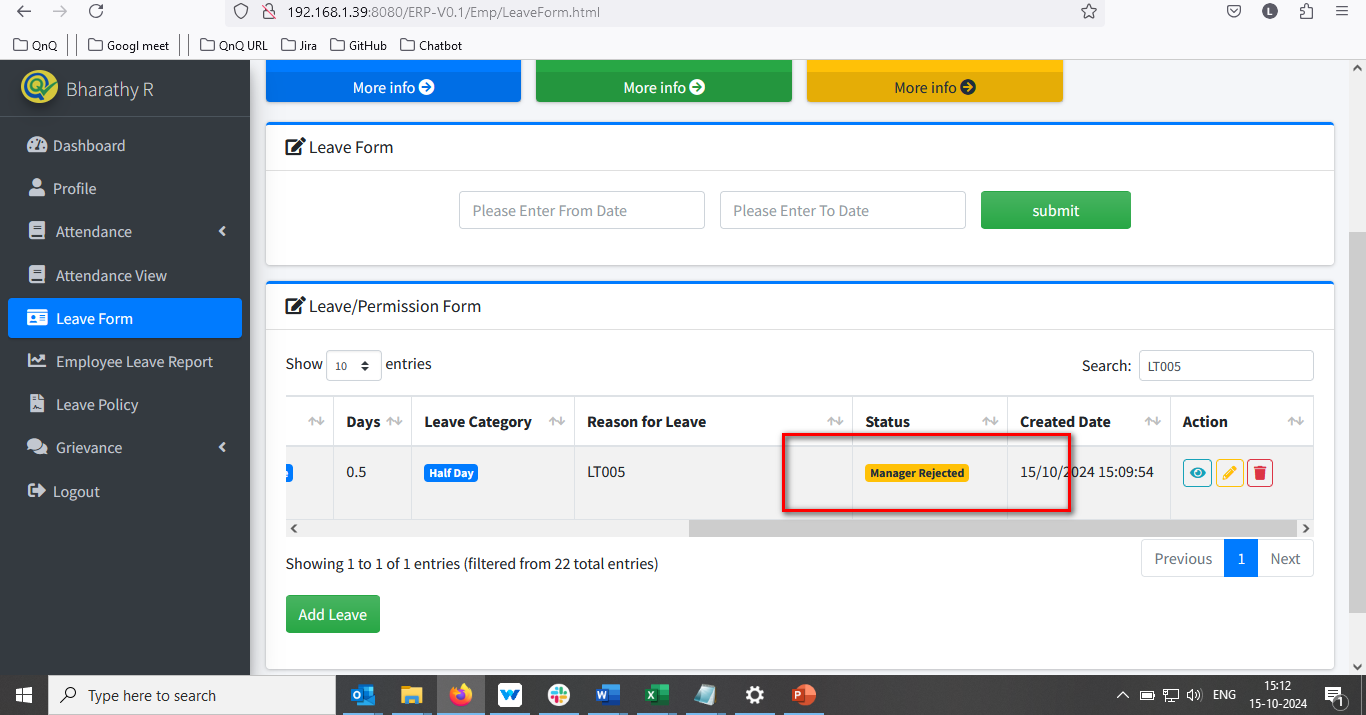 192.168.1.39:8080/ERP-V0.1/Emp/LeaveForm.html
L
QnQ Googl meet QnQ URL Jira GitHub Chatbot
Bharathy R
Dashboard
Profile
Attendance
Attendance View
Leave Form
Employee Leave Report
Leave Policy
Grievance
Logout
More info More info More info
Leave Form
Please Enter From Date Please Enter To Date submit
Leave/Permission Form
Show 10 entries Search: LT005
Days Leave Category Reason for Leave Status Created Date Action
0.5 Half Day LT005 Manager Rejected 15/10/2024 15:09:54
Showing 1 to 1 of 1 entries (filtered from 22 total entries)
Previous 1 Next
Add Leave
Type here to search
ENG
15:12
15-10-2024
1